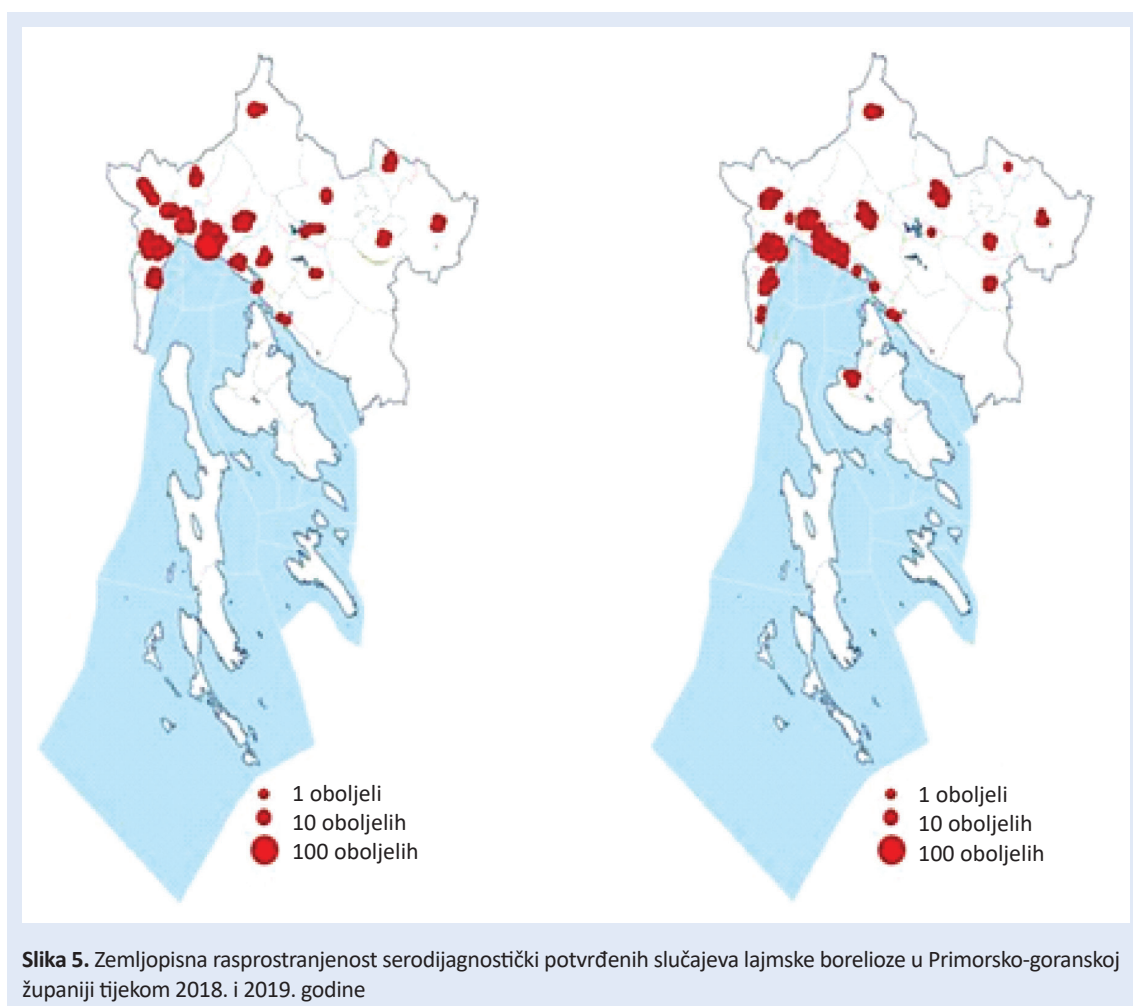 1 oboljeli
10 oboljelih
100 oboljelih
1 oboljeli
10 oboljelih
100 oboljelih
Slika 5. Zemljopisna rasprostranjenost serodijagnostički potvrđenih slučajeva lajmske borelioze u Primorsko-goranskoj
županiji tijekom 2018. i 2019. godine